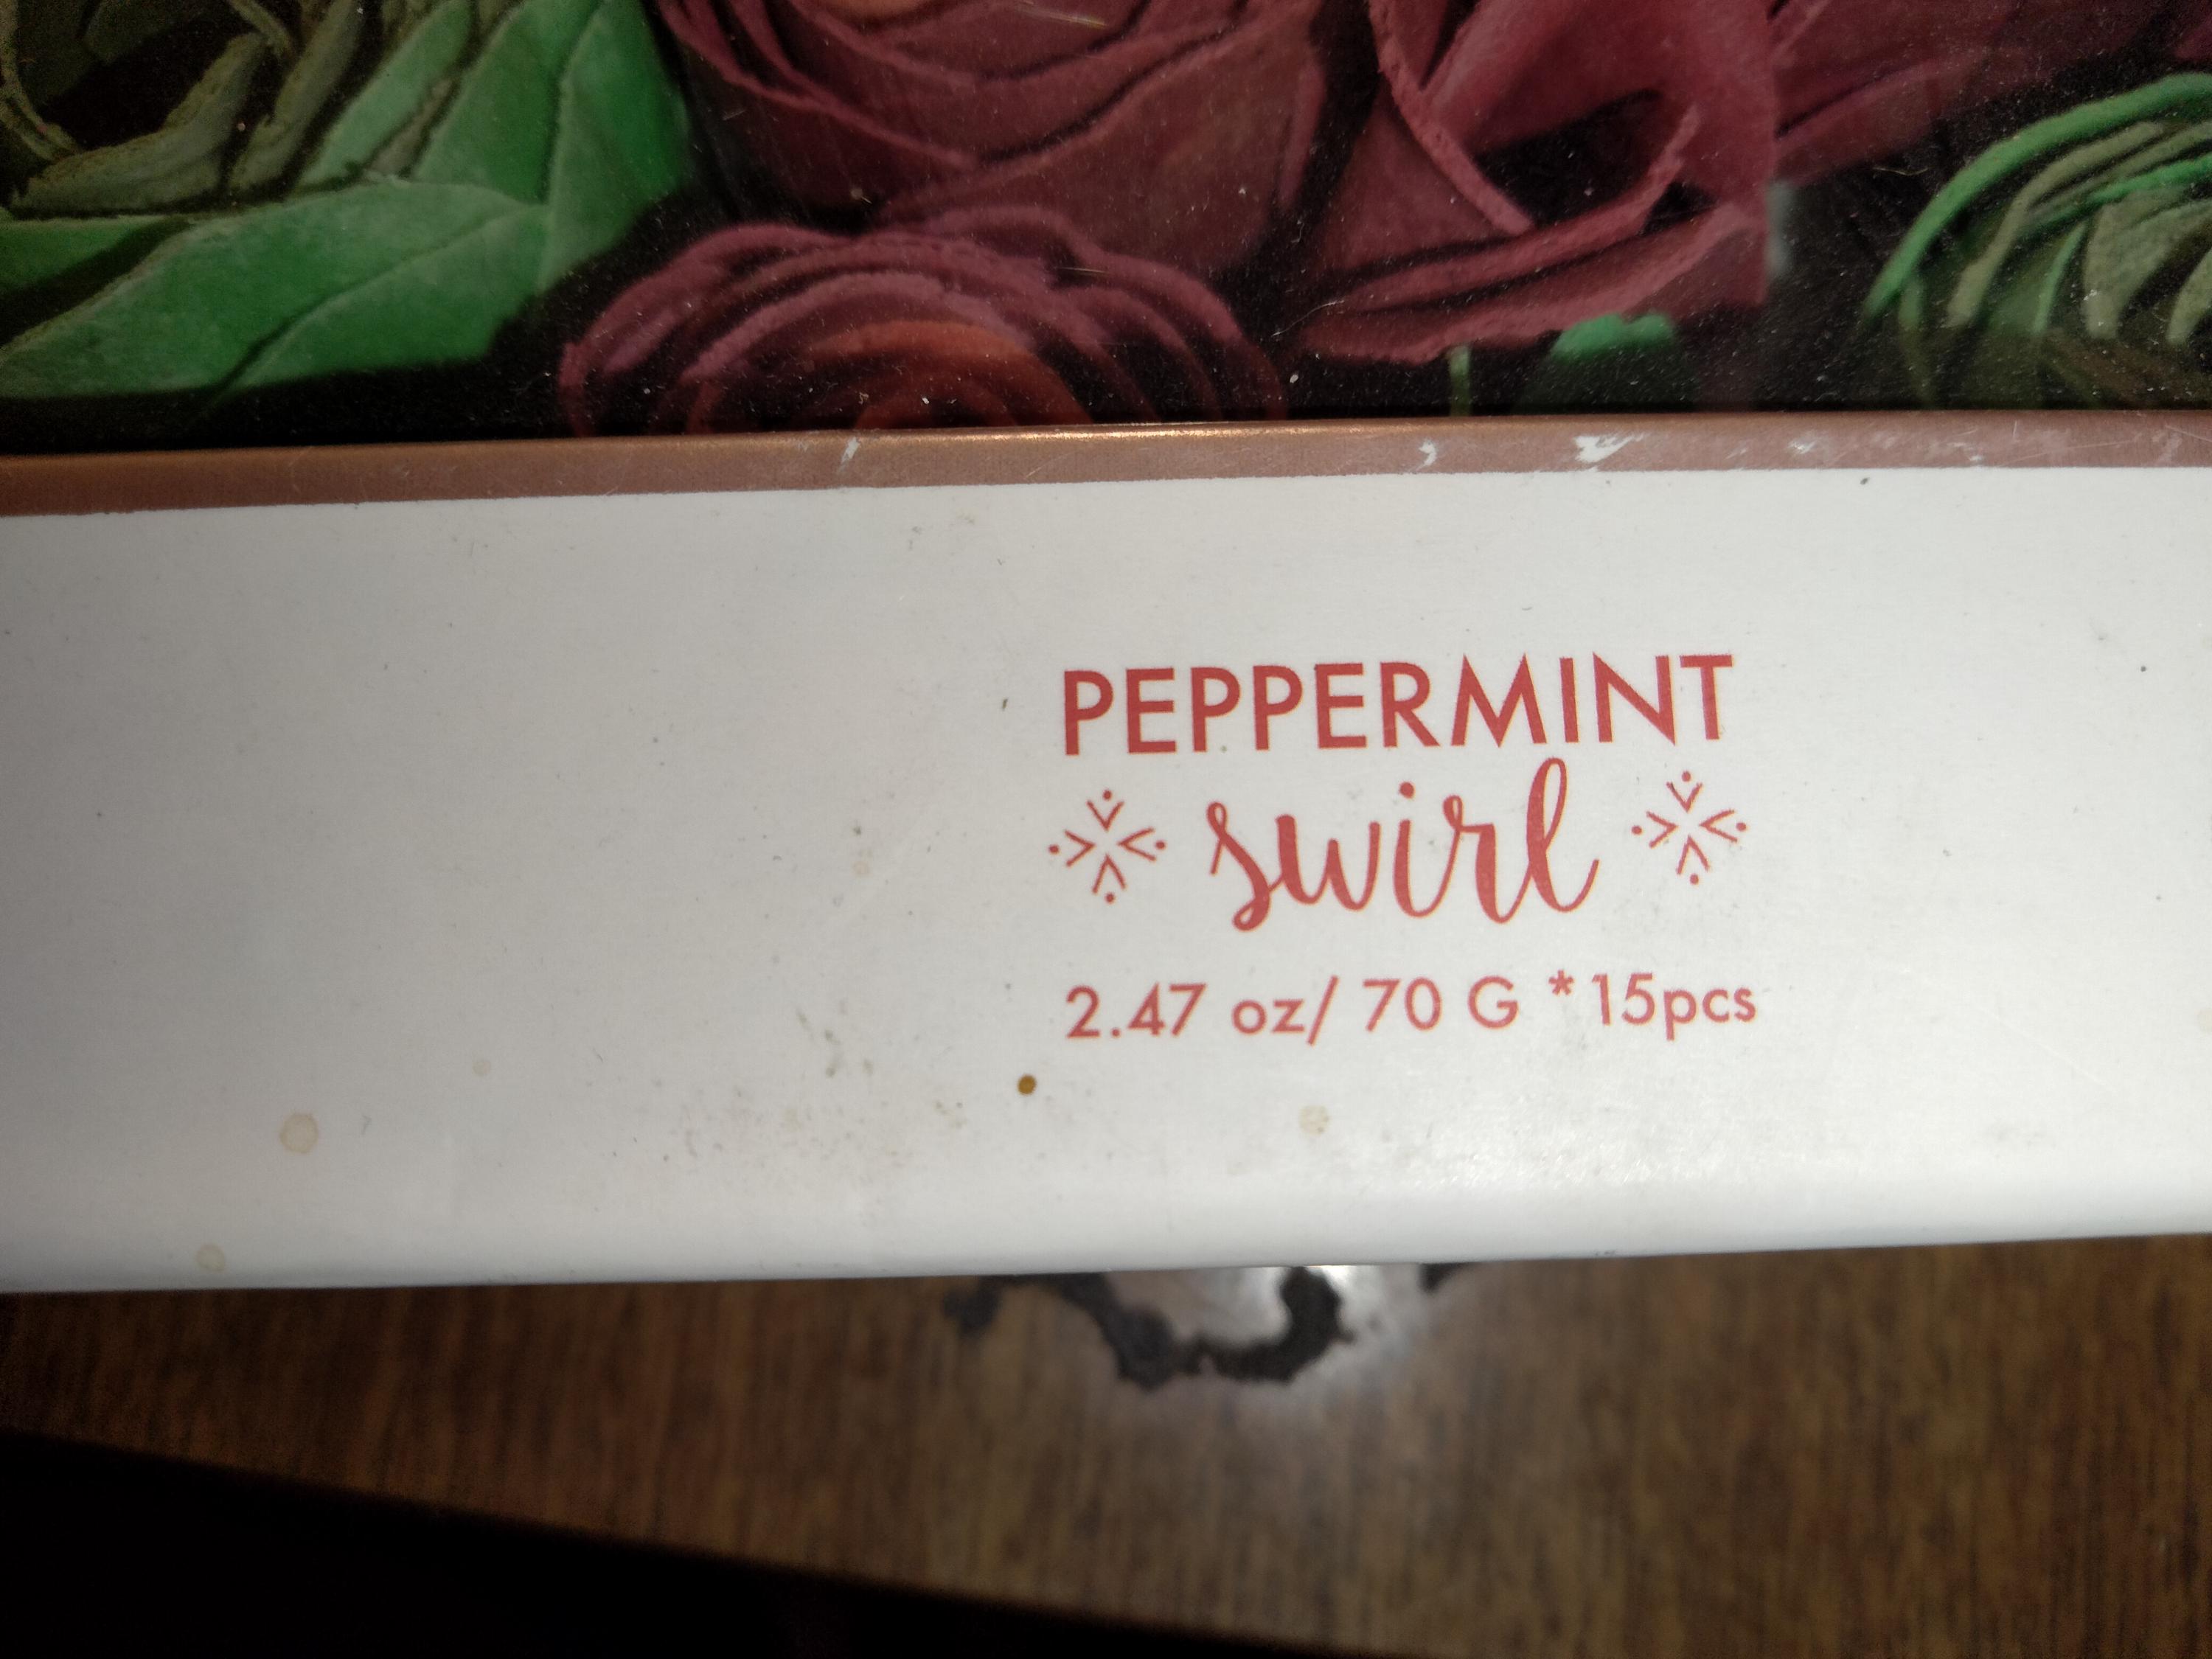 PEPPERMINT
swirl
2.47 oz/ 70 G *15pcs